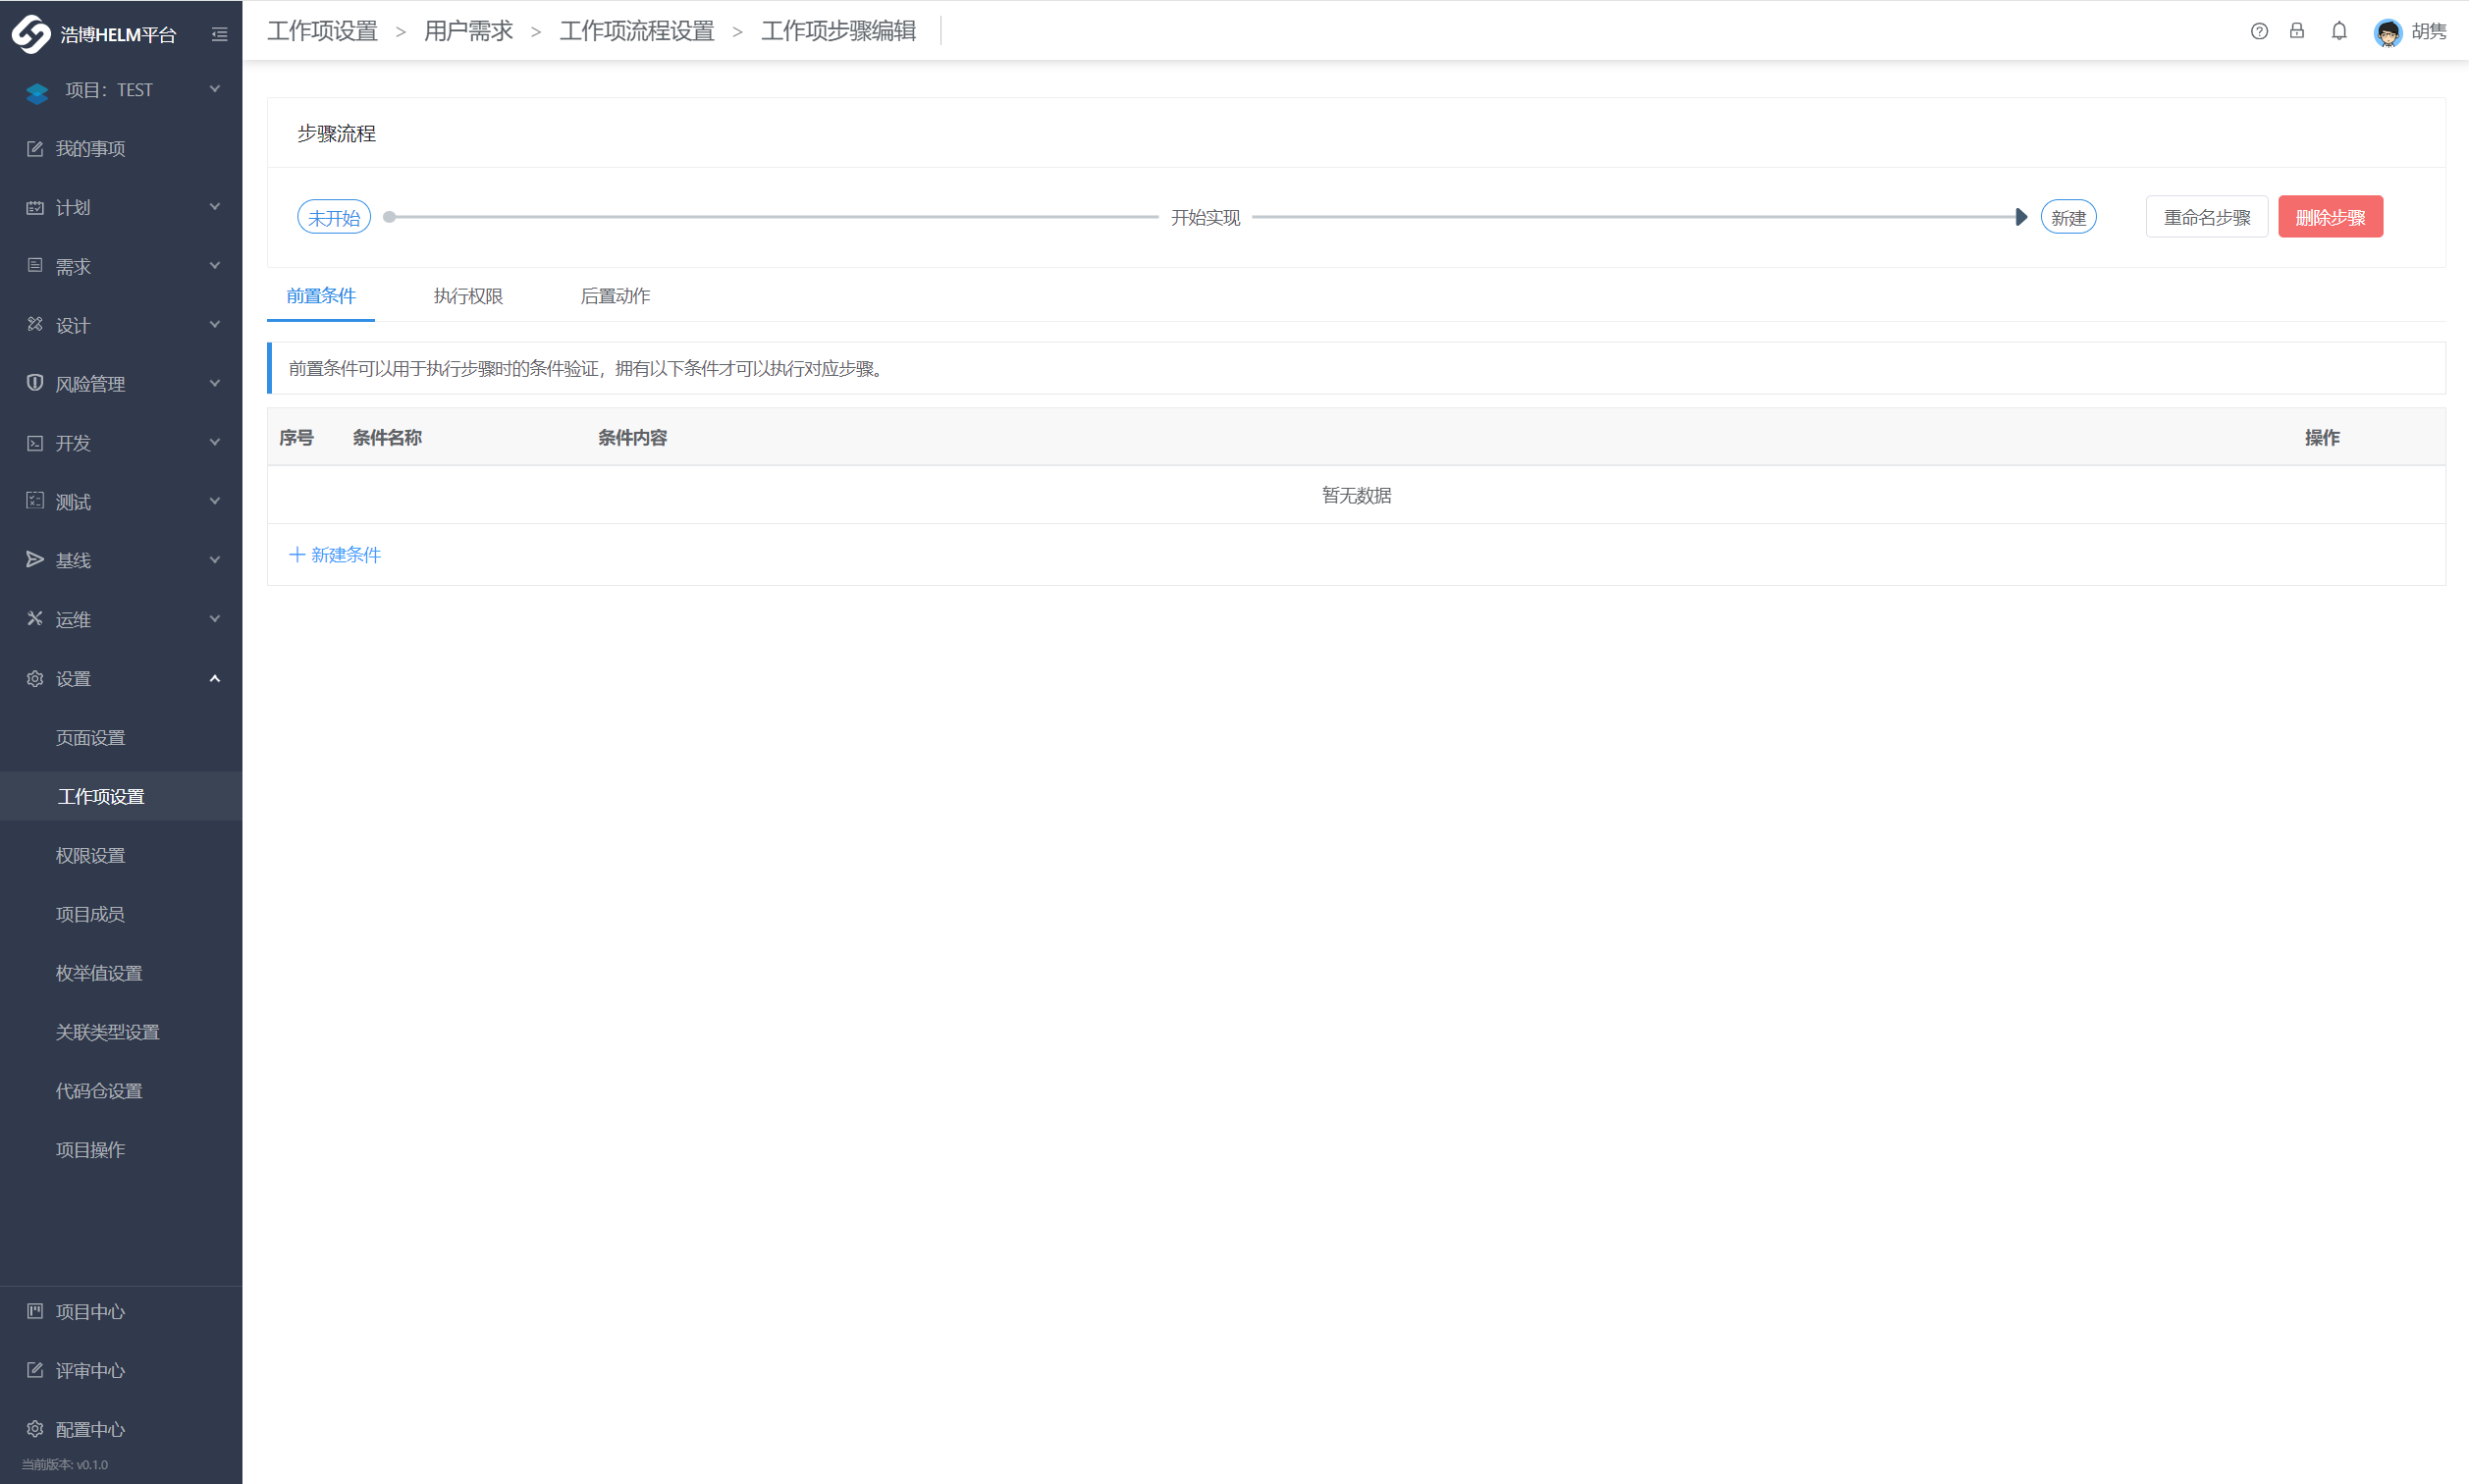 浩博HELM平台
项目：TEST
我的事项
计划
需求
设计
风险管理
开发
测试
基线
运维
设置
页面设置
工作项设置
权限设置
项目成员
枚举值设置
关联类型设置
代码仓设置
项目操作
项目中心
评审中心
配置中心
当前版本: v0.1.0
工作项设置 > 用户需求 > 工作项流程设置 > 工作项步骤编辑
胡隽
步骤流程
未开始 开始实现 新建 重命名步骤 删除步骤
前置条件 执行权限 后置动作
前置条件可以用于执行步骤时的条件验证，拥有以下条件才可以执行对应步骤。
序号 条件名称 条件内容 操作
暂无数据
新建条件